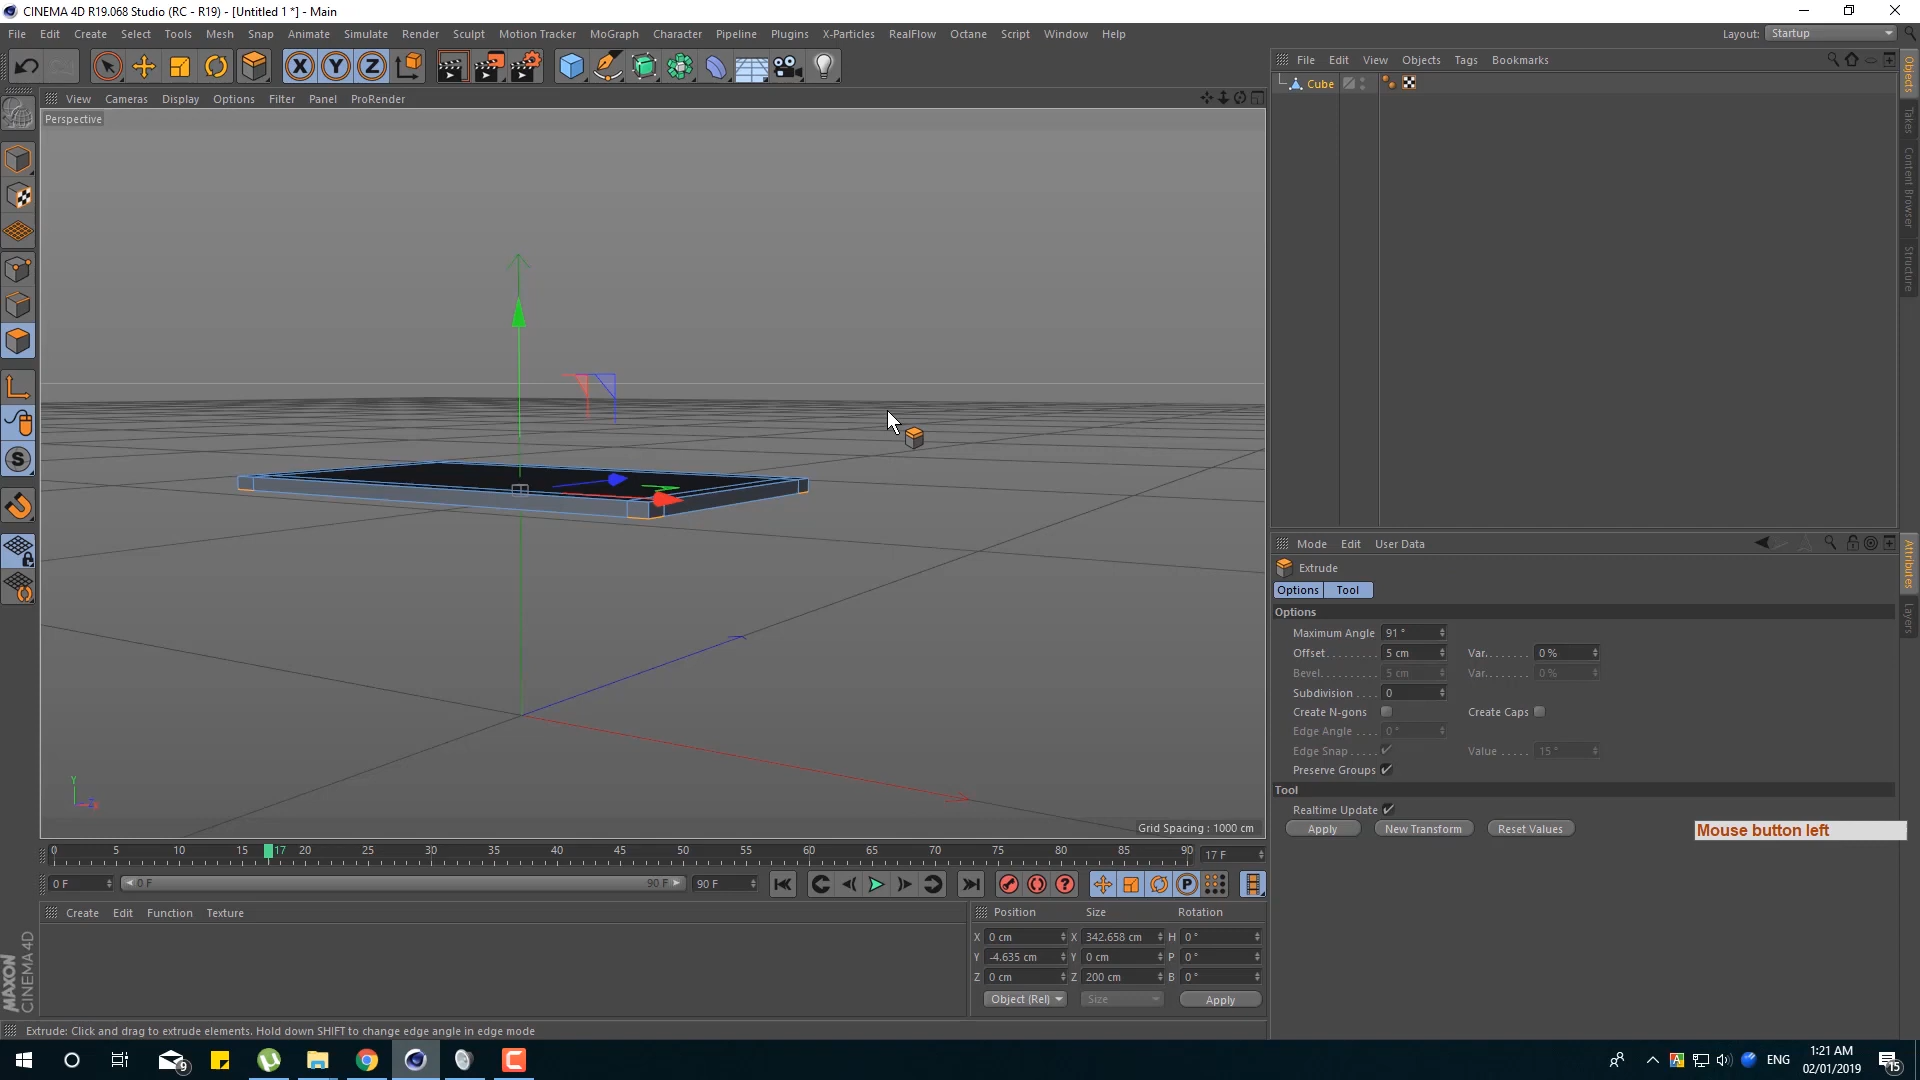 CINEMA 4D R19.068 Studio (RC - R19) - [Untitled 1 *] - Main
File Edit Create Select Tools Mesh Snap Animate Simulate Render Sculpt Motion Tracker MoGraph Character Pipeline Plugins X-Particles RealFlow Octane Script Window Help
Layout: Startup
File Edit View Objects Tags Bookmarks
View Cameras Display Options Filter Panel ProRender
Perspective
Cube
Objects
Takes
Content Browser
Structure
Mode Edit User Data
Extrude
Options Tool
Options
Maximum Angle 91 °
Offset........ 5 cm Var....... 0 %
Bevel......... 5 cm Var....... 0 %
Subdivision .... 0
Create N-gons Create Caps
Edge Angle .... 0 °
Edge Snap..... Value ..... 15 °
Preserve Groups
Tool
Realtime Update
Apply New Transform Reset Values
Attributes
Layers
Mouse button left
Y
Grid Spacing : 1000 cm
0 5 10 15 17 20 25 30 35 40 45 50 55 60 65 70 75 80 85 90 17 F
0 F 0 F 90 F 90 F
Create Edit Function Texture
Position Size Rotation
X 0 cm X 342.658 cm H 0 °
Y -4.635 cm Y 0 cm P 0 °
Z 0 cm Z 200 cm B 0 °
Object (Rel) Size Apply
MAXON
CINEMA 4D
Extrude: Click and drag to extrude elements. Hold down SHIFT to change edge angle in edge mode
9
ENG
1:21 AM
02/01/2019
15